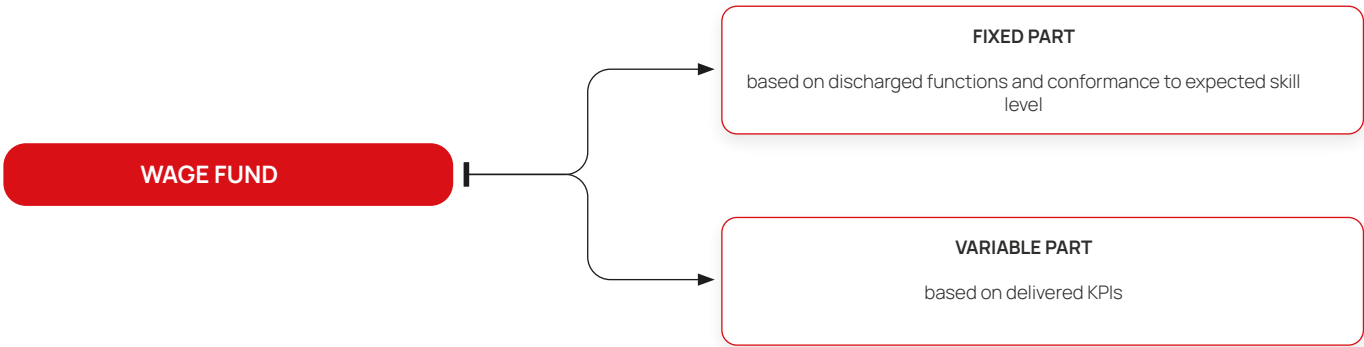 WAGE FUND
FIXED PART
based on discharged functions and conformance to expected skill
level
VARIABLE PART
based on delivered KPIs